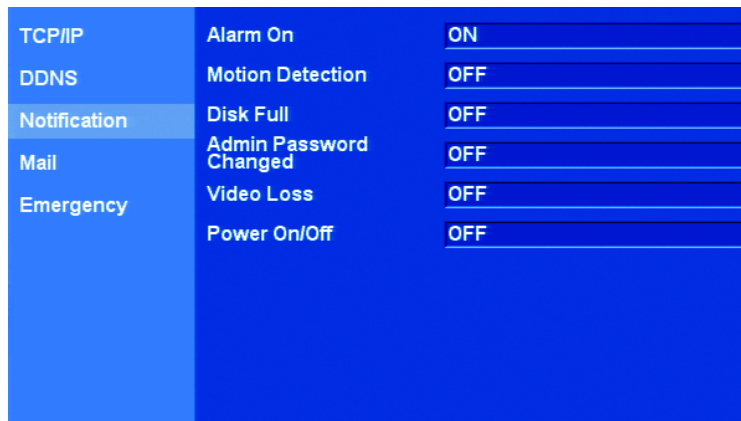 TCP/IP
DDNS
Notification
Mail
Emergency
Alarm On ON
Motion Detection OFF
Disk Full OFF
Admin Password
Changed OFF
Video Loss OFF
Power On/Off OFF